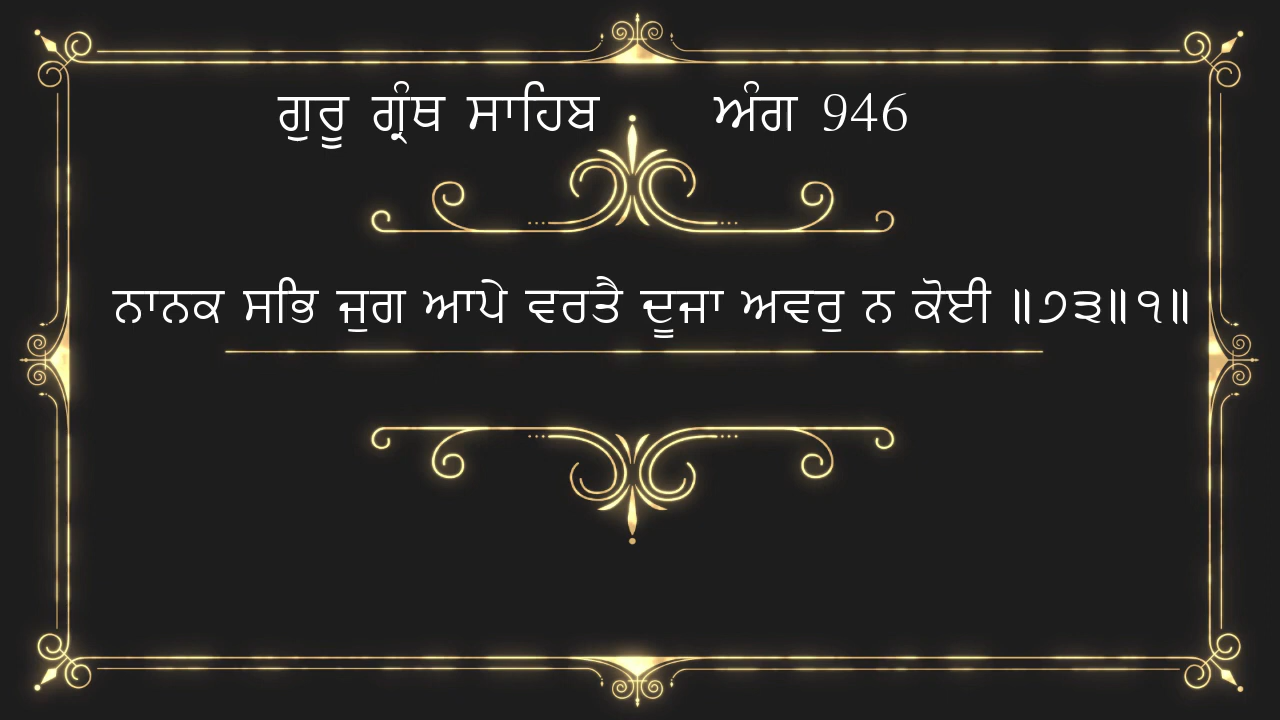 ਗੁਰੂ ਗ੍ਰੰਥ ਸਾਹਿਬ ਅੰਗ 946
ਨਾਨਕ ਸਭਿ ਜੁਗ ਆਪੇ ਵਰਤੈ ਦੂਜਾ ਅਵਰੁ ਨ ਕੋਈ ॥੭੩॥੧॥